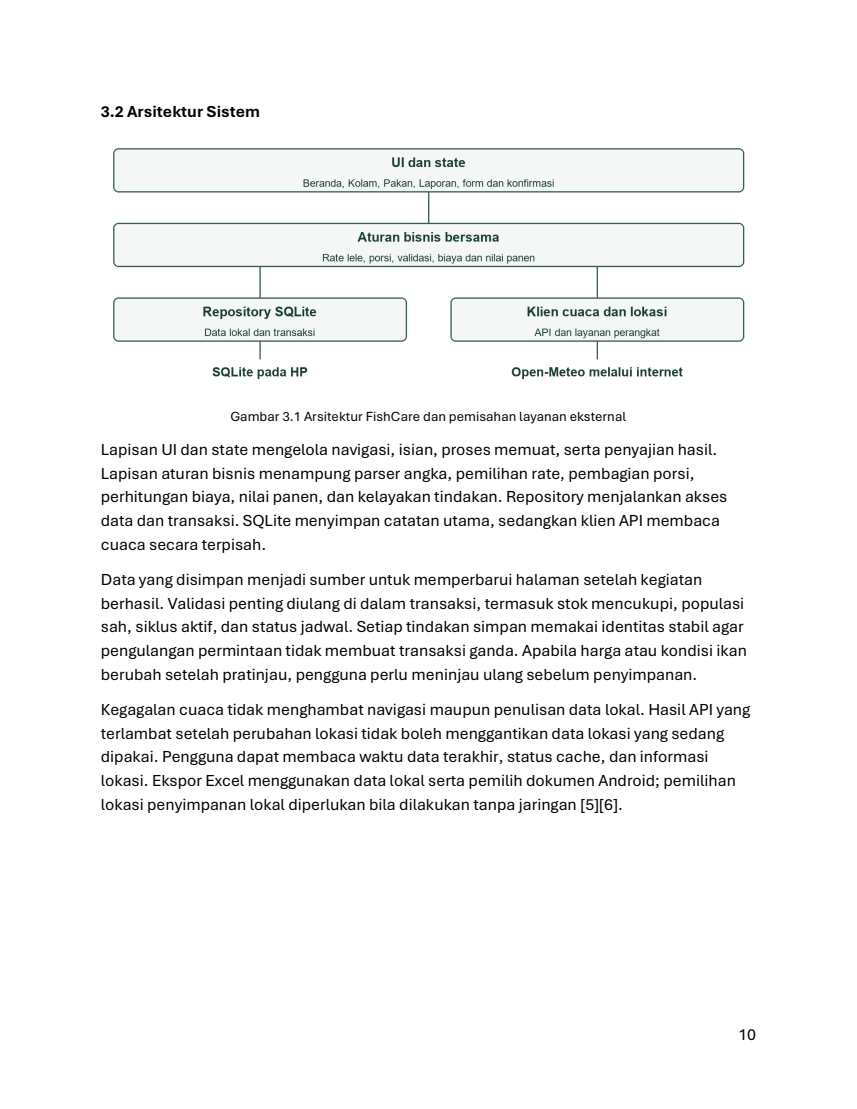 3.2 Arsitektur Sistem
UI dan state
Beranda, Kolam, Pakan, Laporan, form dan konfirmasi
Aturan bisnis bersama
Rate lele, porsi, validasi, biaya dan nilai panen
Repository SQLite
Data lokal dan transaksi
Klien cuaca dan lokasi
API dan layanan perangkat
SQLite pada HP
Open-Meteo melalui internet
Gambar 3.1 Arsitektur FishCare dan pemisahan layanan eksternal
Lapisan UI dan state mengelola navigasi, isian, proses memuat, serta penyajian hasil.
Lapisan aturan bisnis menampung parser angka, pemilihan rate, pembagian porsi,
perhitungan biaya, nilai panen, dan kelayakan tindakan. Repository menjalankan akses
data dan transaksi. SQLite menyimpan catatan utama, sedangkan klien API membaca
cuaca secara terpisah.
Data yang disimpan menjadi sumber untuk memperbarui halaman setelah kegiatan
berhasil. Validasi penting diulang di dalam transaksi, termasuk stok mencukupi, populasi
sah, siklus aktif, dan status jadwal. Setiap tindakan simpan memakai identitas stabil agar
pengulangan permintaan tidak membuat transaksi ganda. Apabila harga atau kondisi ikan
berubah setelah pratinjau, pengguna perlu meninjau ulang sebelum penyimpanan.
Kegagalan cuaca tidak menghambat navigasi maupun penulisan data lokal. Hasil API yang
terlambat setelah perubahan lokasi tidak boleh menggantikan data lokasi yang sedang
dipakai. Pengguna dapat membaca waktu data terakhir, status cache, dan informasi
lokasi. Ekspor Excel menggunakan data lokal serta pemilih dokumen Android; pemilihan
lokasi penyimpanan lokal diperlukan bila dilakukan tanpa jaringan [5][6].
10